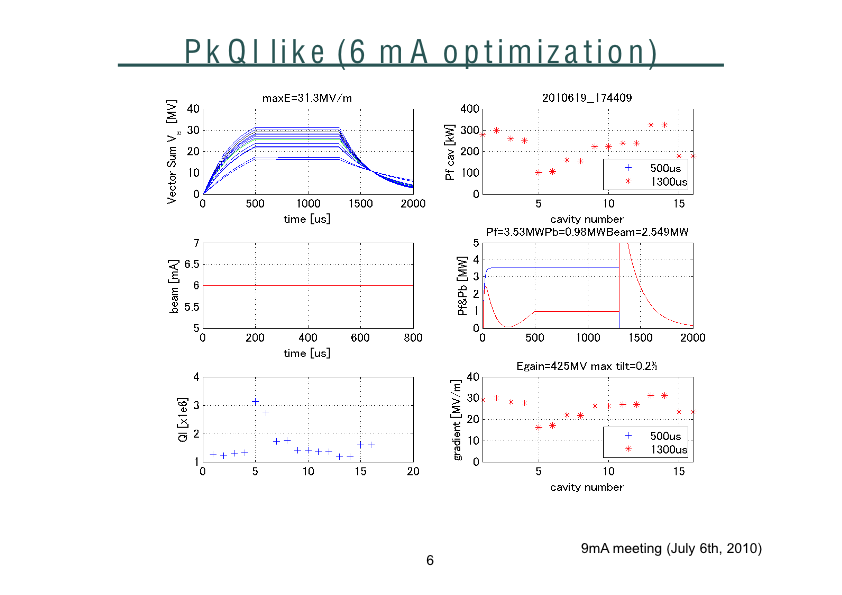 PkQl like (6 mA optimization)
maxE=31.3MV/m
Vector Sum V [MV]
40
30
20
10
0
0 500 1000 1500 2000
time [us]
20100619_174409
Pf cav [kW]
400
300
200
100
0
500us
1300us
5 10 15
cavity number
beam [mA]
7
6.5
6
5.5
5
0 200 400 600 800
time [us]
Pf=3.53MWPb=0.98MWBeam=2.549MW
Pf&Pb [MW]
5
4
3
2
1
0
0 500 1000 1500 2000
Ql [x1e6]
4
3
2
1
0 5 10 15 20
Egain=425MV max tilt=0.2%
gradient [MV/m]
40
30
20
10
0
500us
1300us
5 10 15
cavity number
9mA meeting (July 6th, 2010)
6